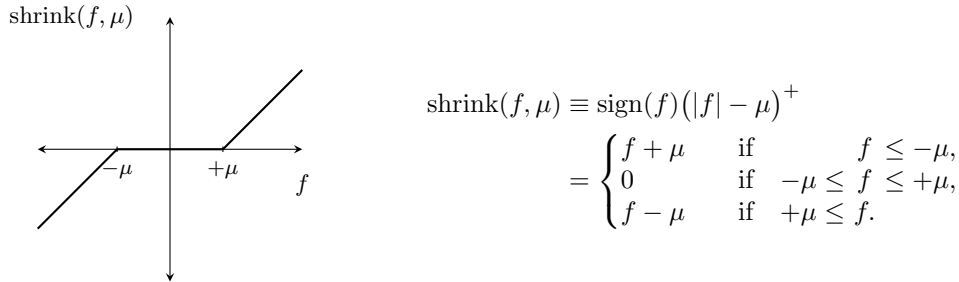 shrink(f, μ)
−μ
+μ
f
shrink(f, μ) ≡ sign(f)(|f| − μ)⁺
= { f + μ if f ≤ −μ,
0 if −μ ≤ f ≤ +μ,
f − μ if +μ ≤ f.